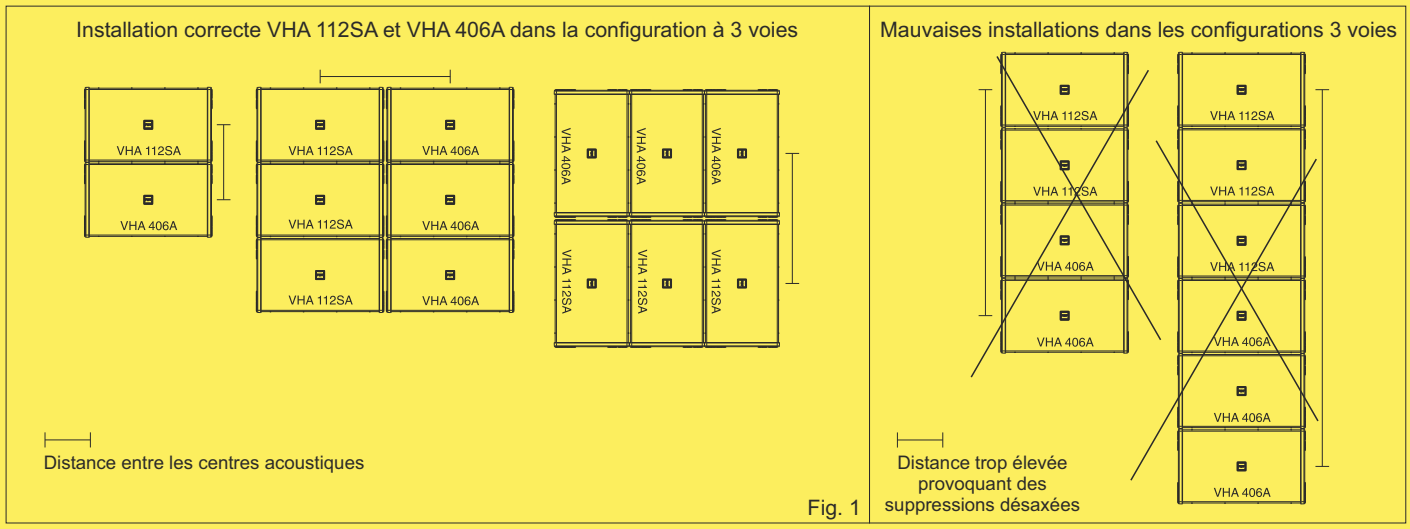 Installation correcte VHA 112SA et VHA 406A dans la configuration à 3 voies
VHA 112SA
VHA 406A
VHA 112SA
VHA 406A
VHA 112SA
VHA 406A
VHA 112SA
VHA 406A
VHA 406A
VHA 406A
VHA 406A
VHA 112SA
VHA 112SA
VHA 112SA
Distance entre les centres acoustiques
Fig. 1
Mauvaises installations dans les configurations 3 voies
VHA 112SA
VHA 112SA
VHA 406A
VHA 406A
VHA 112SA
VHA 112SA
VHA 112SA
VHA 406A
VHA 406A
VHA 406A
Distance trop élevée
provoquant des
suppressions désaxées